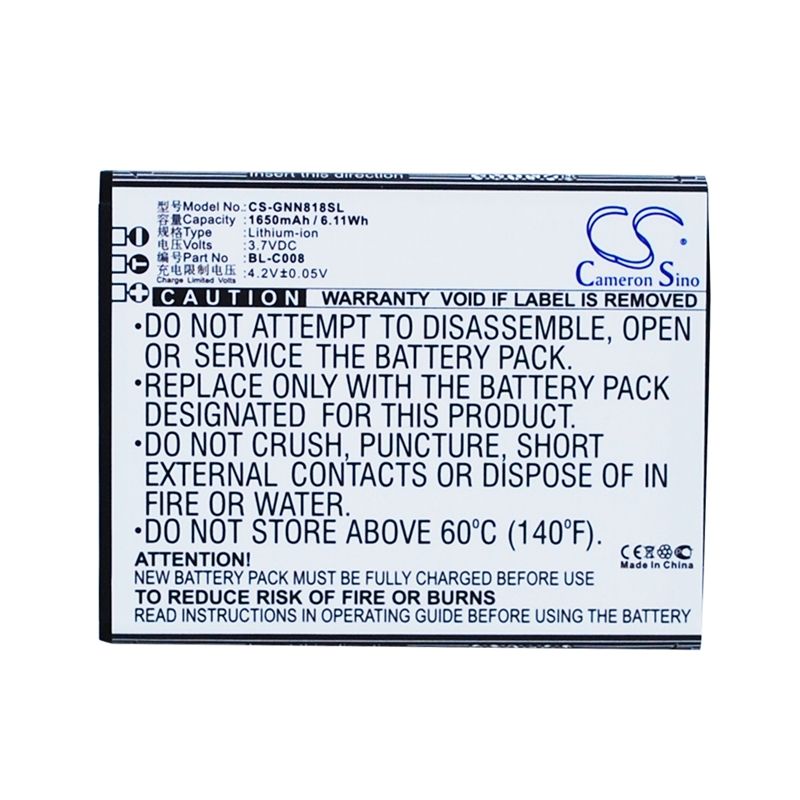 Insert this direction
型号Model No: CS-GNN818SL
容量Capacity: 1650mAh / 6.11Wh
规格Type: Lithium-ion
电压Volts: 3.7VDC
编号Part No: BL-C008
充电限制电压: 4.2V±0.05V
Charge Limited Voltage
CS
Cameron Sino
CAUTION WARRANTY VOID IF LABEL IS REMOVED
•DO NOT ATTEMPT TO DISASSEMBLE, OPEN
OR SERVICE THE BATTERY PACK.
•REPLACE ONLY WITH THE BATTERY PACK
DESIGNATED FOR THIS PRODUCT.
•DO NOT CRUSH, PUNCTURE, SHORT
EXTERNAL CONTACTS OR DISPOSE OF IN
FIRE OR WATER.
•DO NOT STORE ABOVE 60°C (140°F).
CE
Made In China
ATTENTION!
NEW BATTERY PACK MUST BE FULLY CHARGED BEFORE USE
TO REDUCE RISK OF FIRE OR BURNS
READ INSTRUCTIONS IN OPERATING GUIDE BEFORE USING THE BATTERY